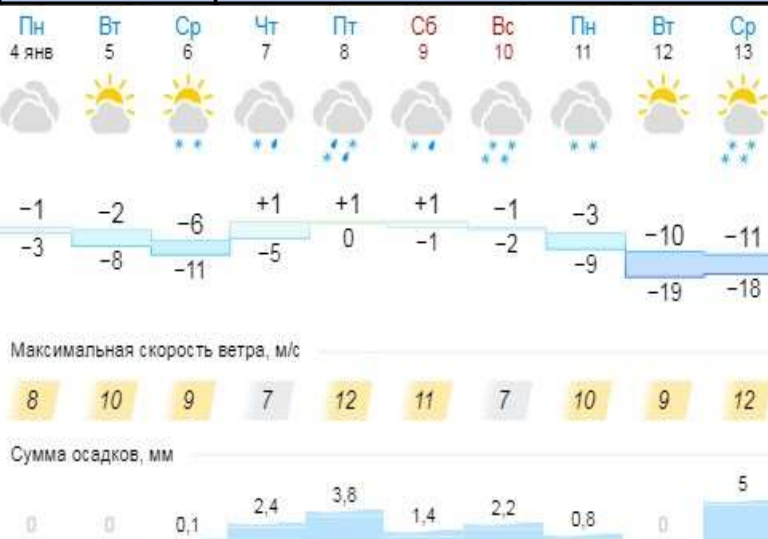 Пн Вт Ср Чт Пт Сб Вс Пн Вт Ср
4 янв 5 6 7 8 9 10 11 12 13
−1 −2 −6 +1 +1 +1 −1 −3 −10 −11
−3 −8 −11 −5 0 −1 −2 −9 −19 −18
Максимальная скорость ветра, м/с
8 10 9 7 12 11 7 10 9 12
Сумма осадков, мм
0 0 0,1 2,4 3,8 1,4 2,2 0,8 0 5